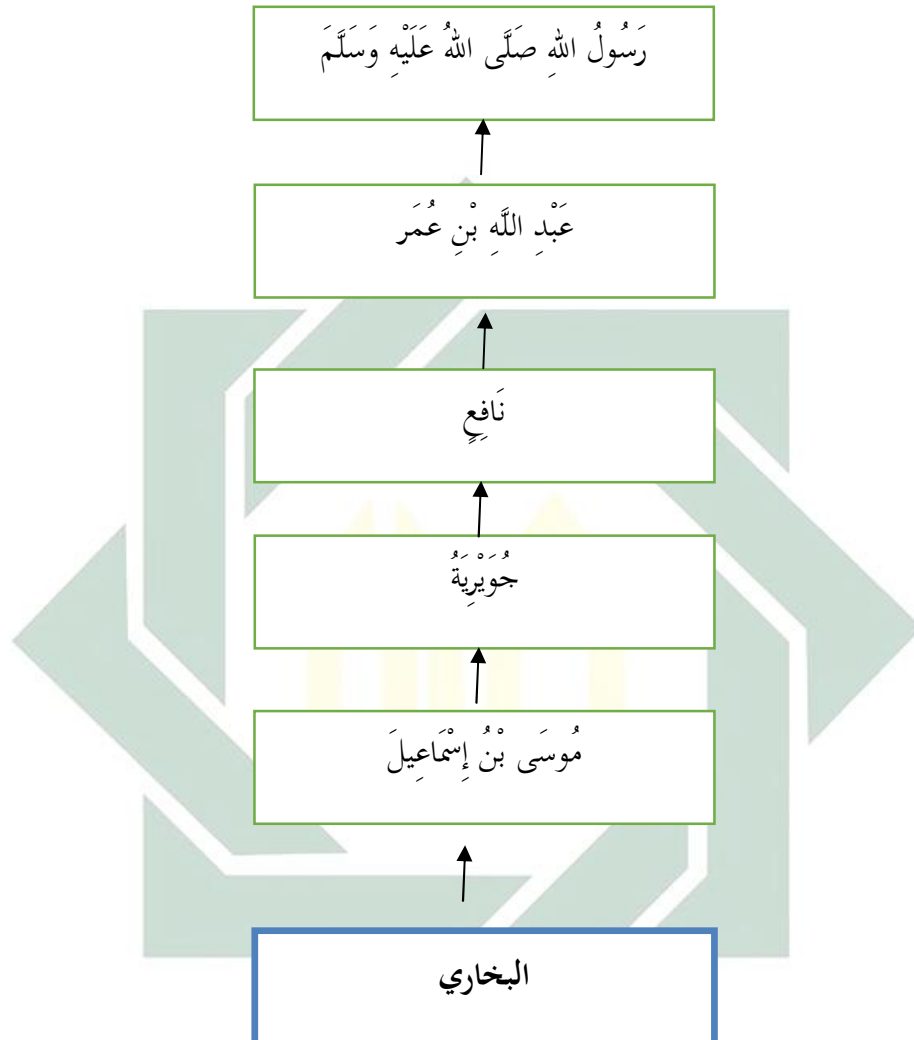 رَسُولُ اللهِ صَلَّى اللهُ عَلَيْهِ وَسَلَّمَ
عَبْدِ اللَّهِ بْنِ عُمَر
نَافِعٍ
جُوَيْرِيَةُ
مُوسَى بْنُ إِسْمَاعِيلَ
البخاري